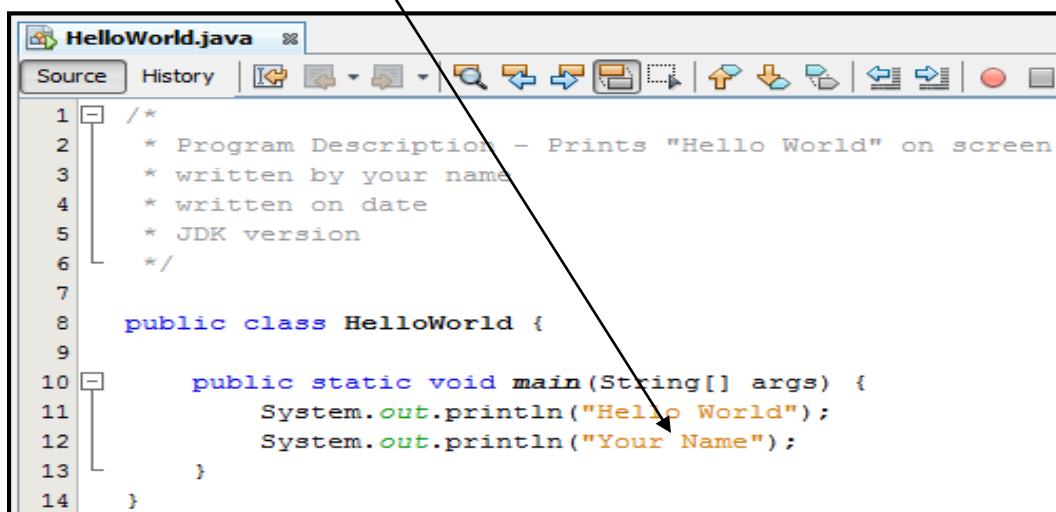 HelloWorld.java
Source History
1 /*
2 * Program Description - Prints "Hello World" on screen
3 * written by your name
4 * written on date
5 * JDK version
6 */
7
8 public class HelloWorld {
9
10 public static void main(String[] args) {
11 System.out.println("Hello World");
12 System.out.println("Your Name");
13 }
14 }